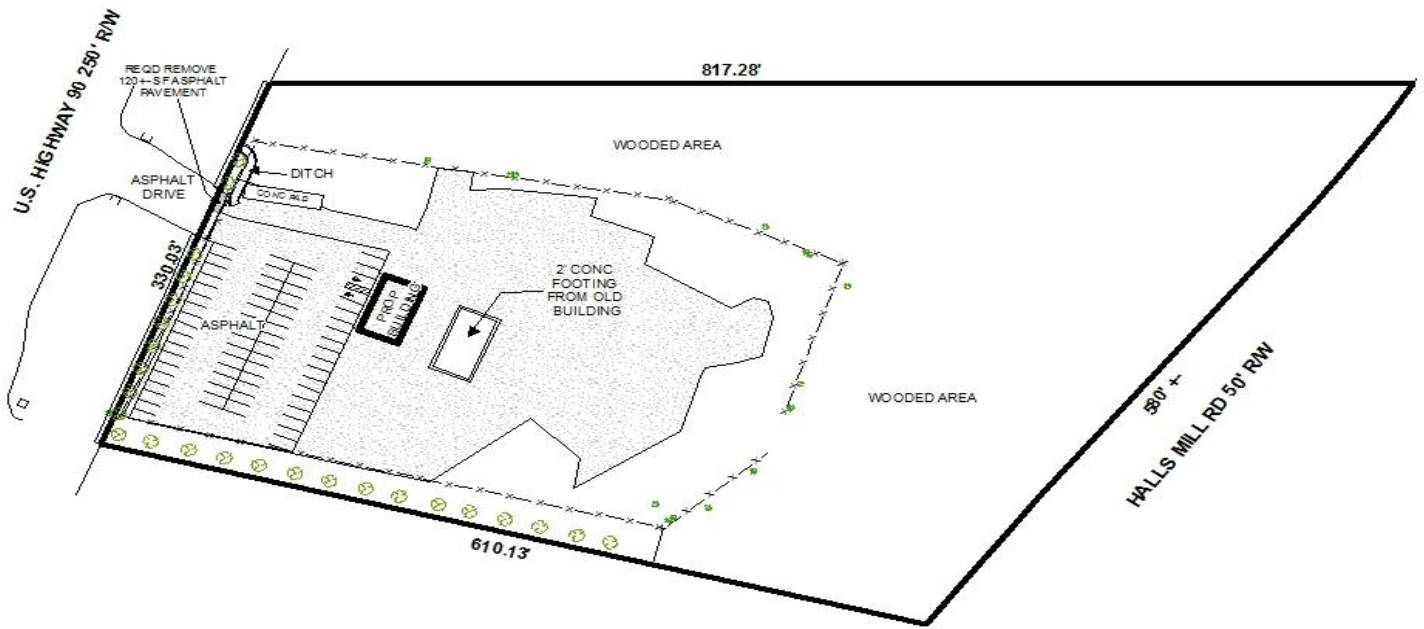 U.S. HIGHWAY 90 250' R/W
REQD REMOVE
120+-SF ASPHALT
PAVEMENT
817.28'
WOODED AREA
DITCH
ASPHALT
DRIVE
CONC PAD
330.03'
2' CONC
FOOTING
FROM OLD
BUILDING
PROP
BUILDING
ASPHALT
WOODED AREA
580' +-
HALLS MILL RD 50' R/W
610.13'